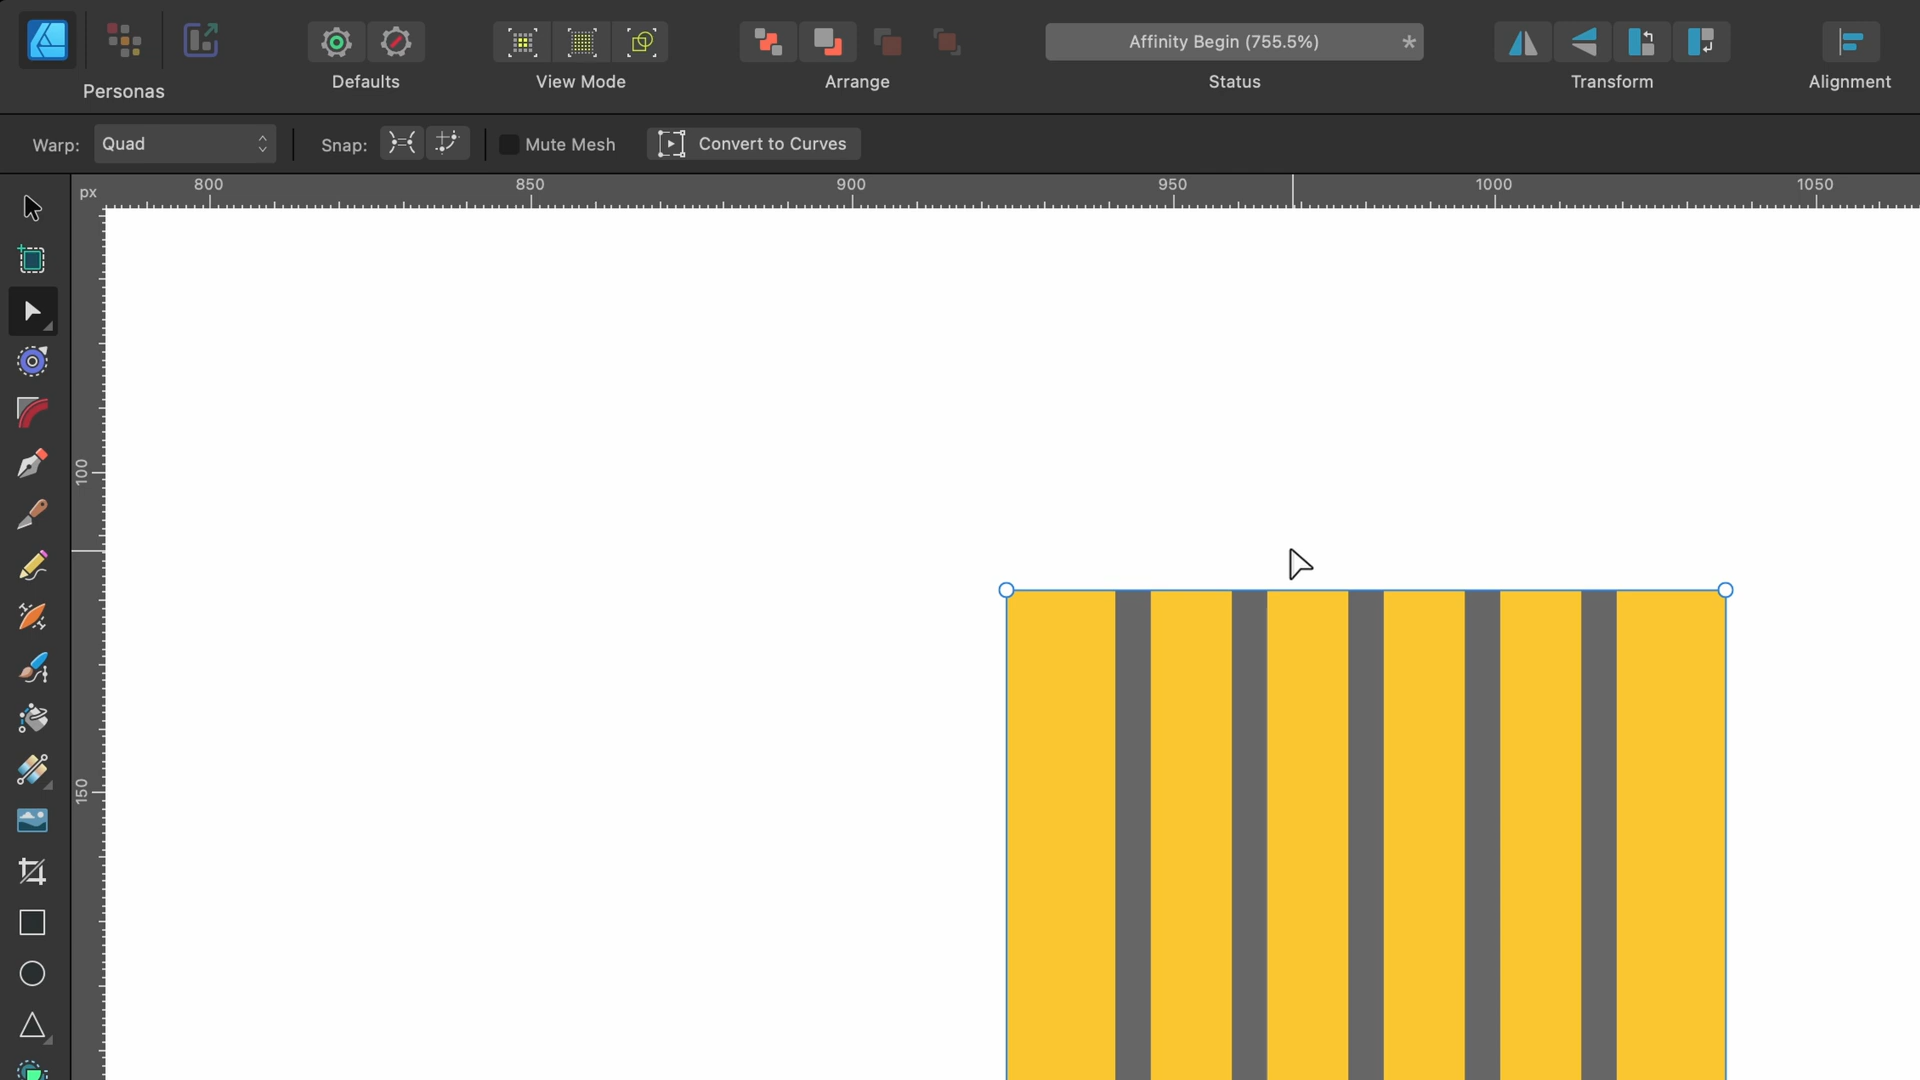 Affinity Begin (755.5%) *
Personas
Defaults
View Mode
Arrange
Status
Transform
Alignment
Warp: Quad
Snap:
Mute Mesh
Convert to Curves
px
800
850
900
950
1000
1050
100
150